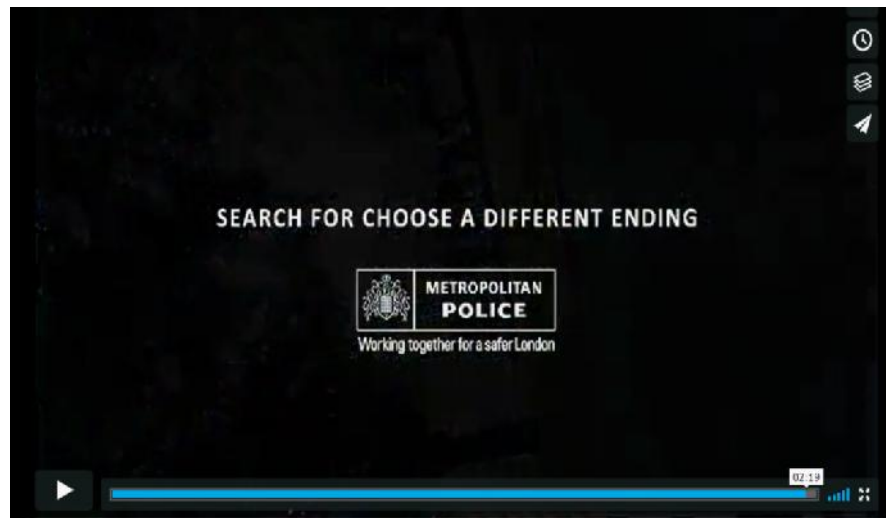 SEARCH FOR CHOOSE A DIFFERENT ENDING
METROPOLITAN
POLICE
Working together for a safer London
02:19